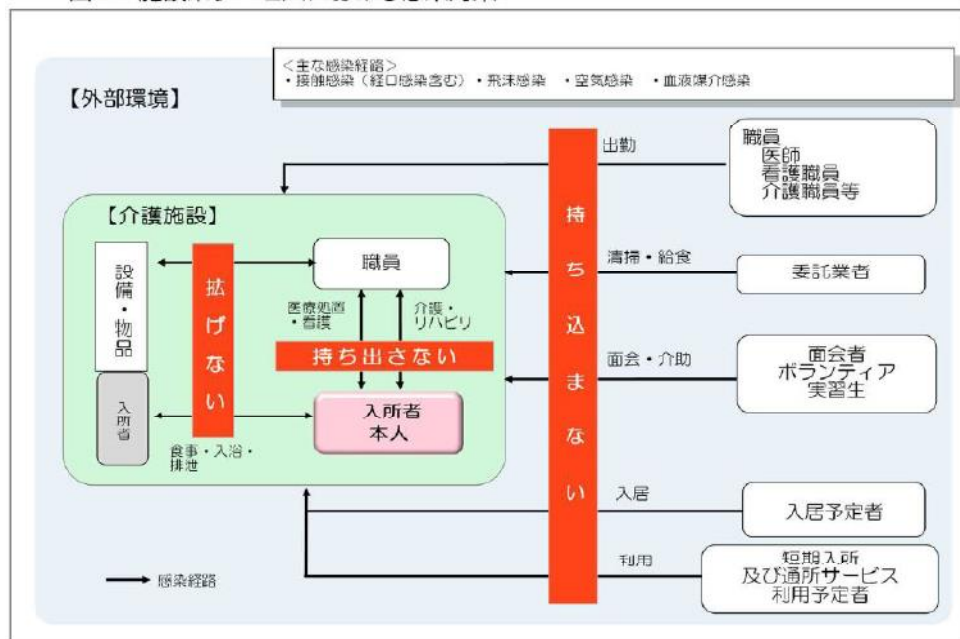 <主な感染経路>
・接触感染（経口感染含む）・飛沫感染　・空気感染　・血液媒介感染
【外部環境】
出勤
職員
医師
看護職員
介護職員等
【介護施設】
設備・物品
入所者
拡げない
職員
医療処置
・看護
介護・
リハビリ
持ち出さない
入所者
本人
食事・入浴・
排泄
持ち込まない
清掃・給食
委託業者
面会・介助
面会者
ボランティア
実習生
入居
入居予定者
利用
短期入所
及び通所サービス
利用予定者
感染経路